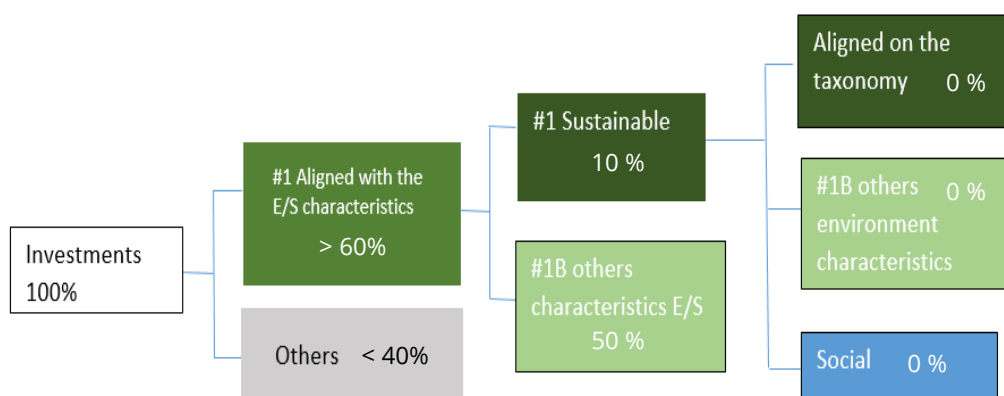 Investments
100%
#1 Aligned with the
E/S characteristics
> 60%
Others < 40%
#1 Sustainable
10 %
#1B others
characteristics E/S
50 %
Aligned on the
taxonomy 0 %
#1B others 0 %
environment
characteristics
Social 0 %